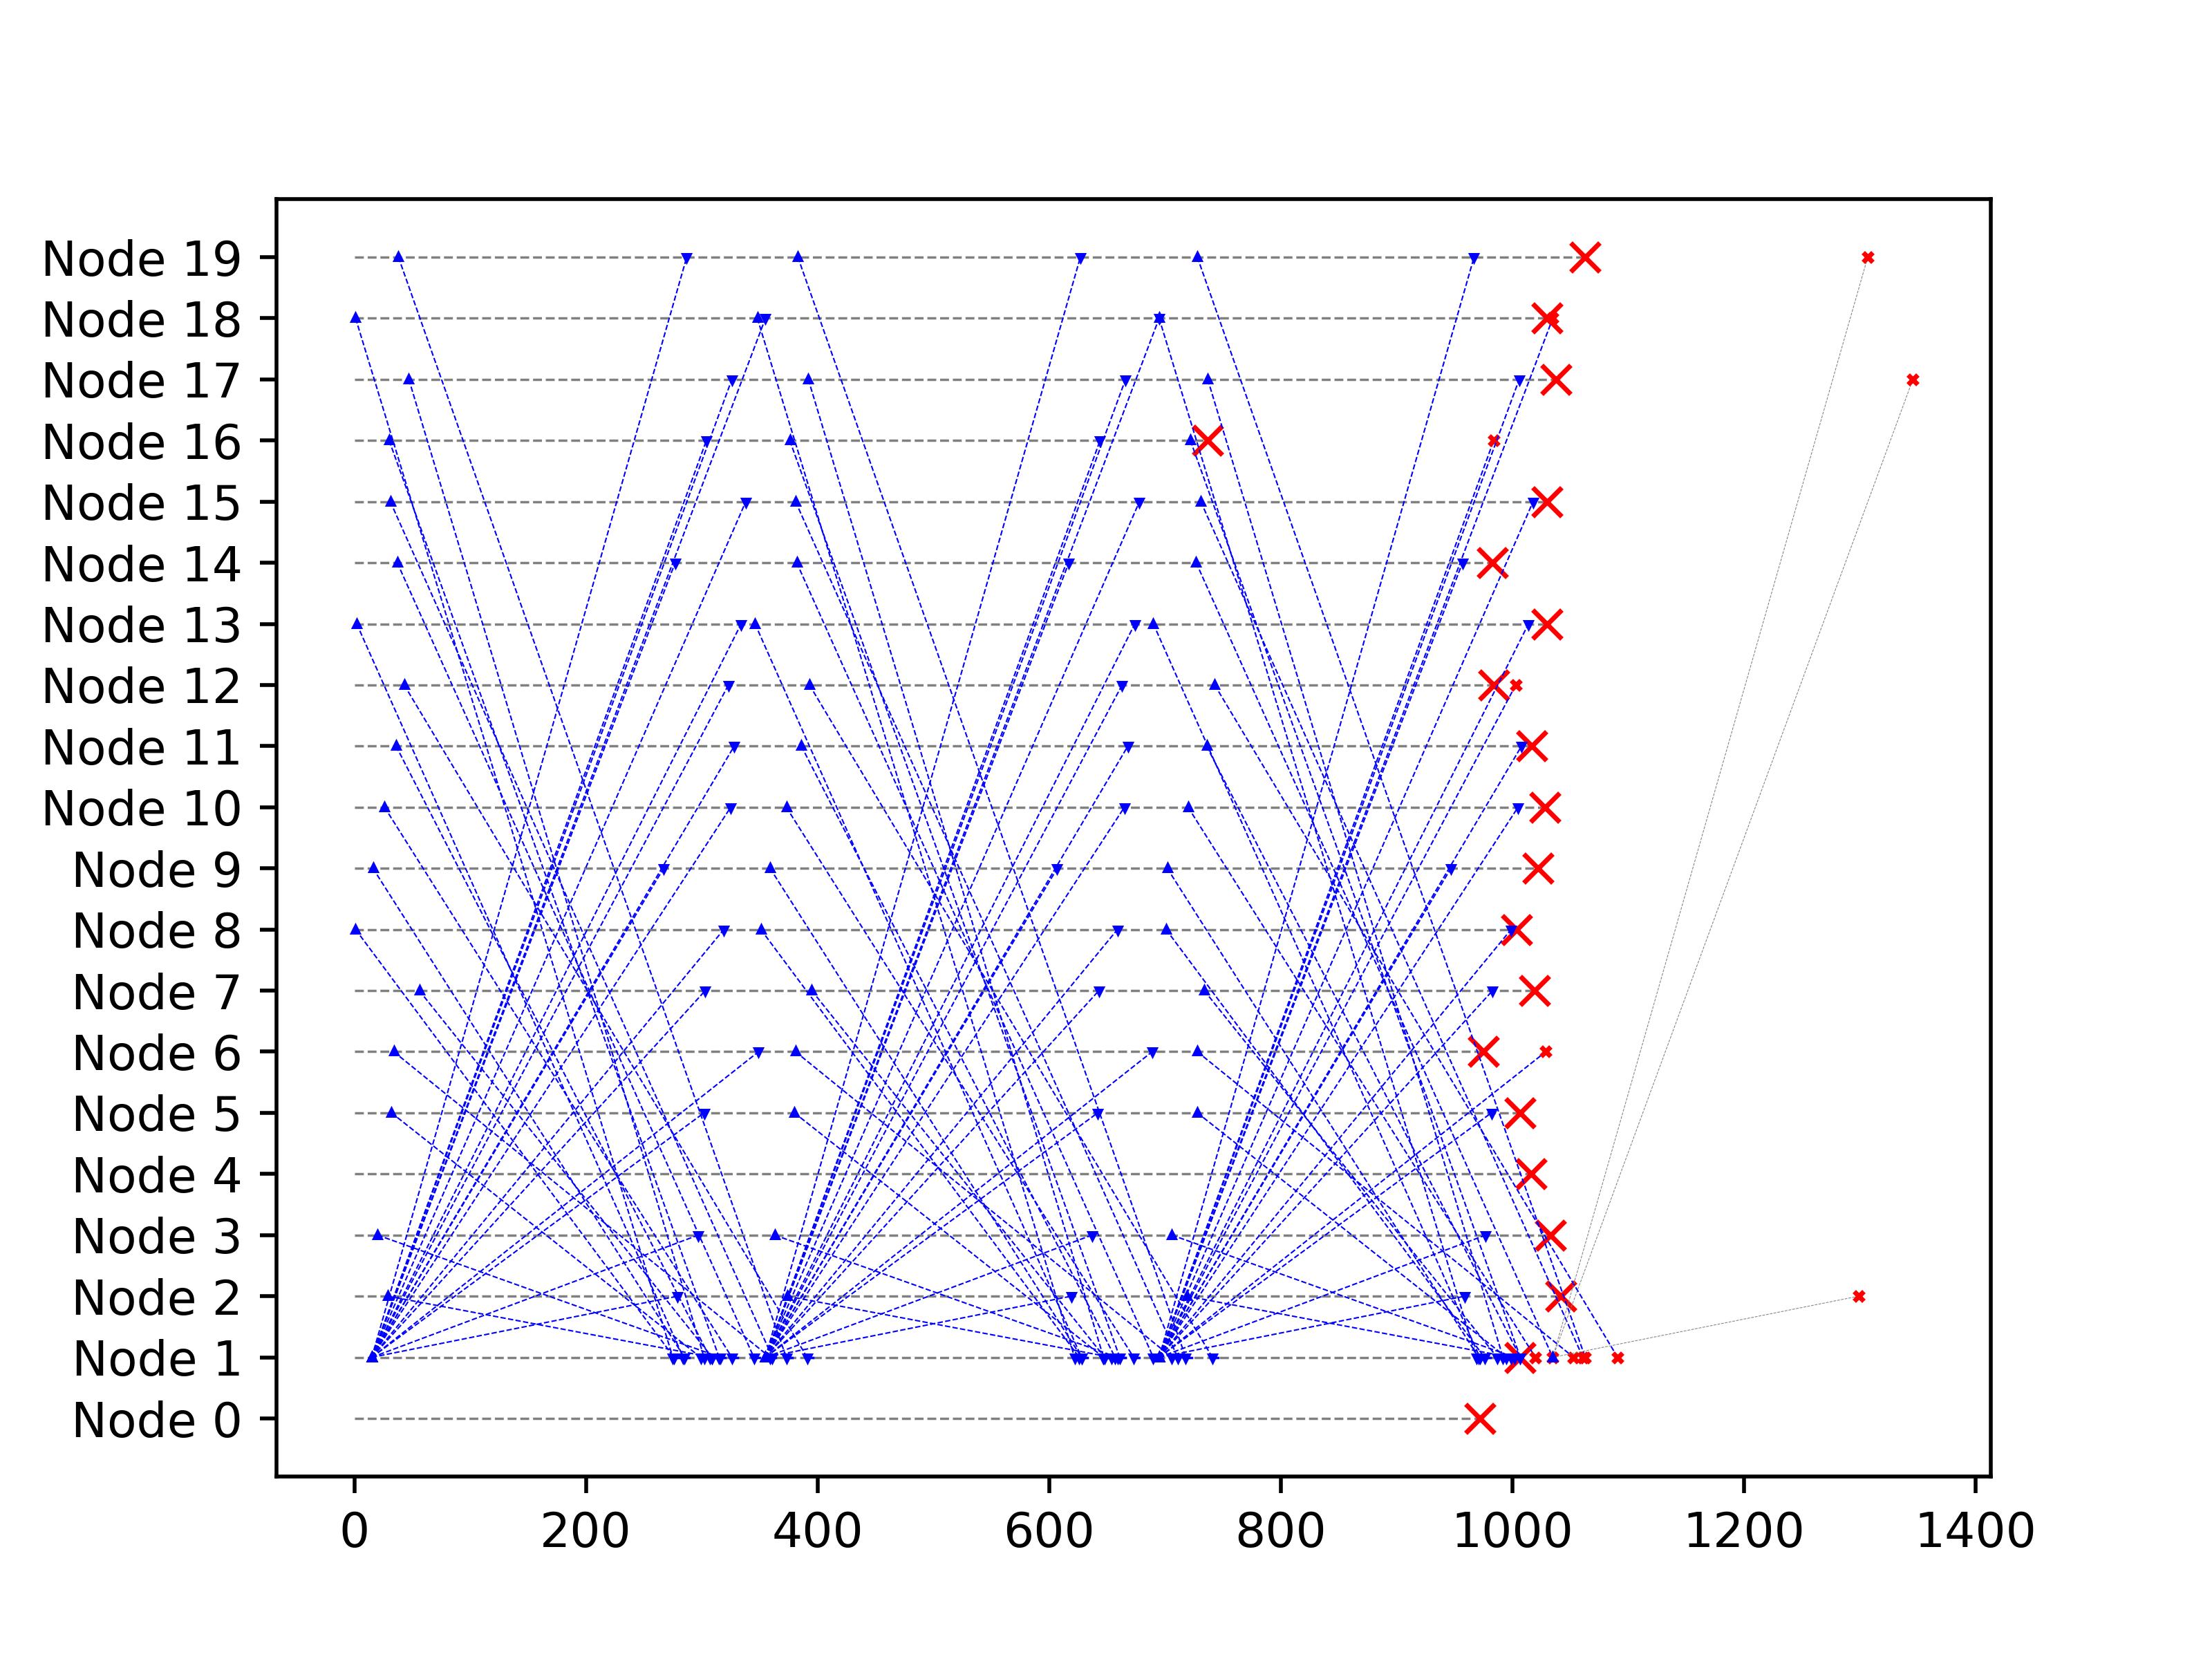 Node 19
Node 18
Node 17
Node 16
Node 15
Node 14
Node 13
Node 12
Node 11
Node 10
Node 9
Node 8
Node 7
Node 6
Node 5
Node 4
Node 3
Node 2
Node 1
Node 0
0 200 400 600 800 1000 1200 1400